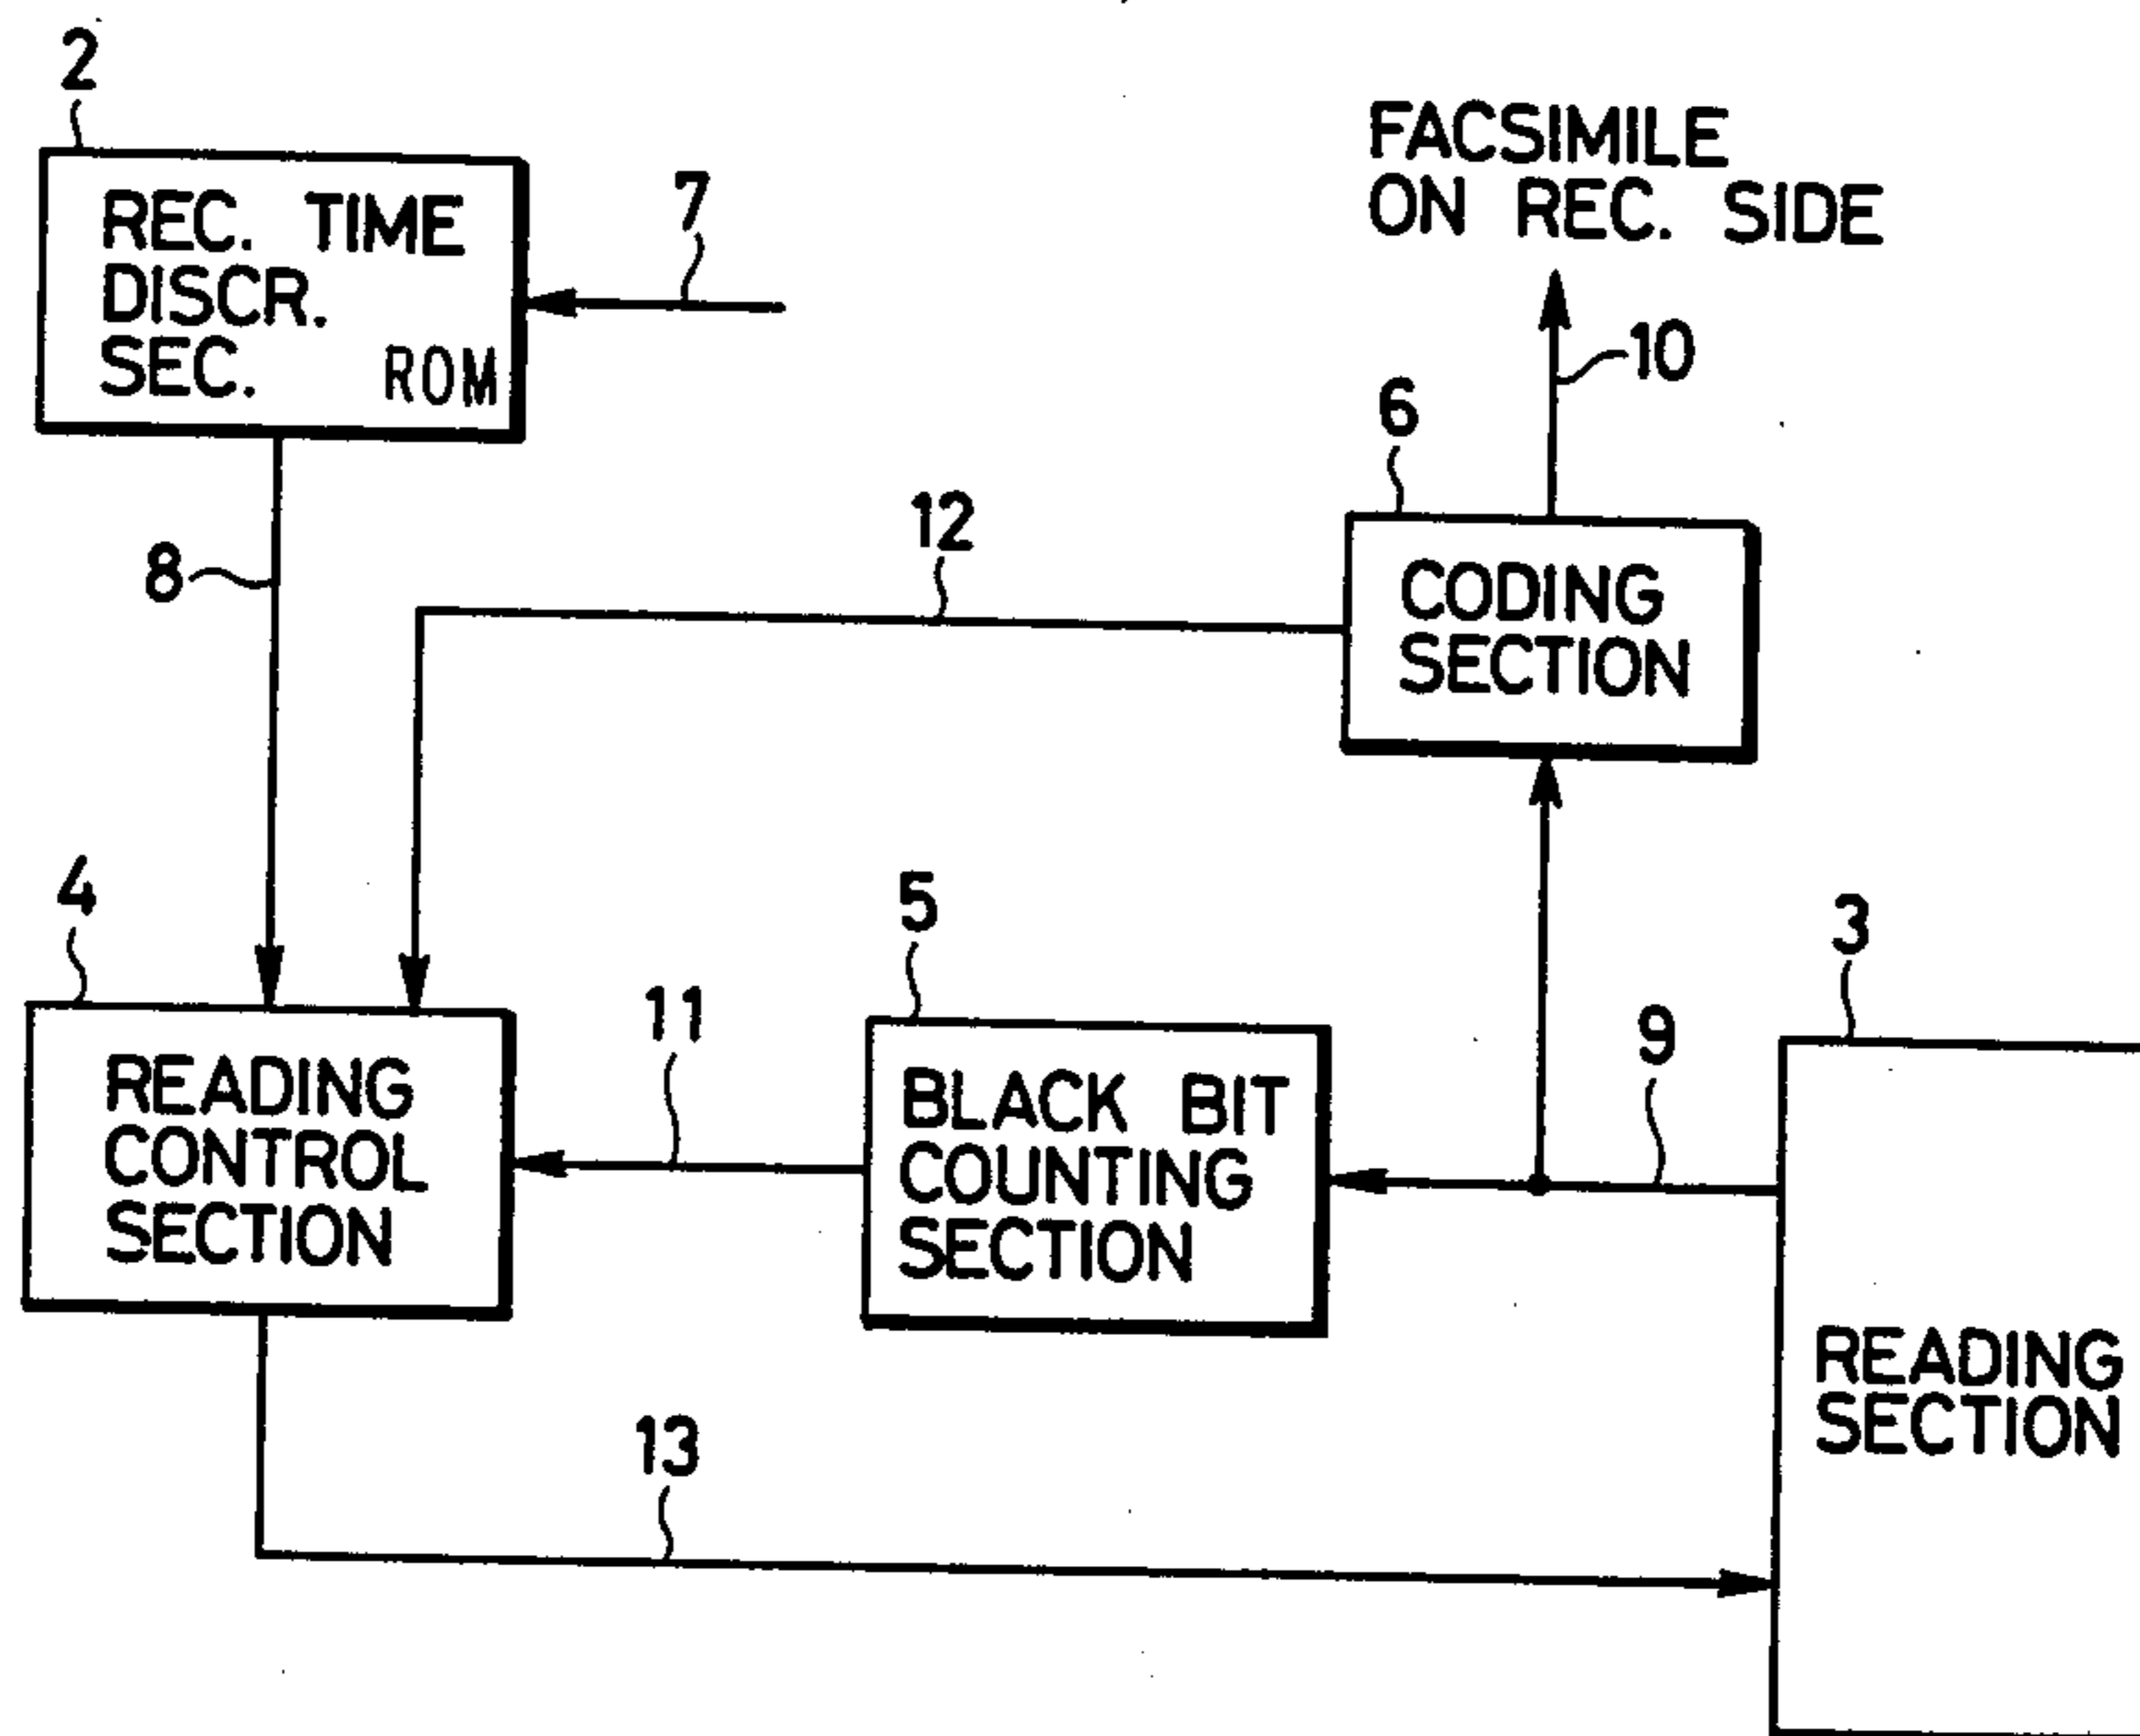 2
REC. TIME
DISCR.
SEC.
ROM
7
FACSIMILE
ON REC. SIDE
10
6
12
CODING
SECTION
8
4
READING
CONTROL
SECTION
11
5
BLACK BIT
COUNTING
SECTION
9
3
READING
SECTION
13